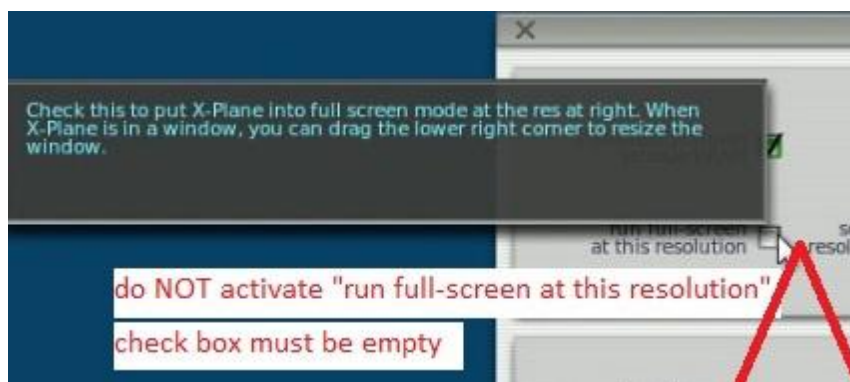 Check this to put X-Plane into full screen mode at the res at right. When
X-Plane is in a window, you can drag the lower right corner to resize the
window.
run full-screen
at this resolution
do NOT activate "run full-screen at this resolution"
check box must be empty